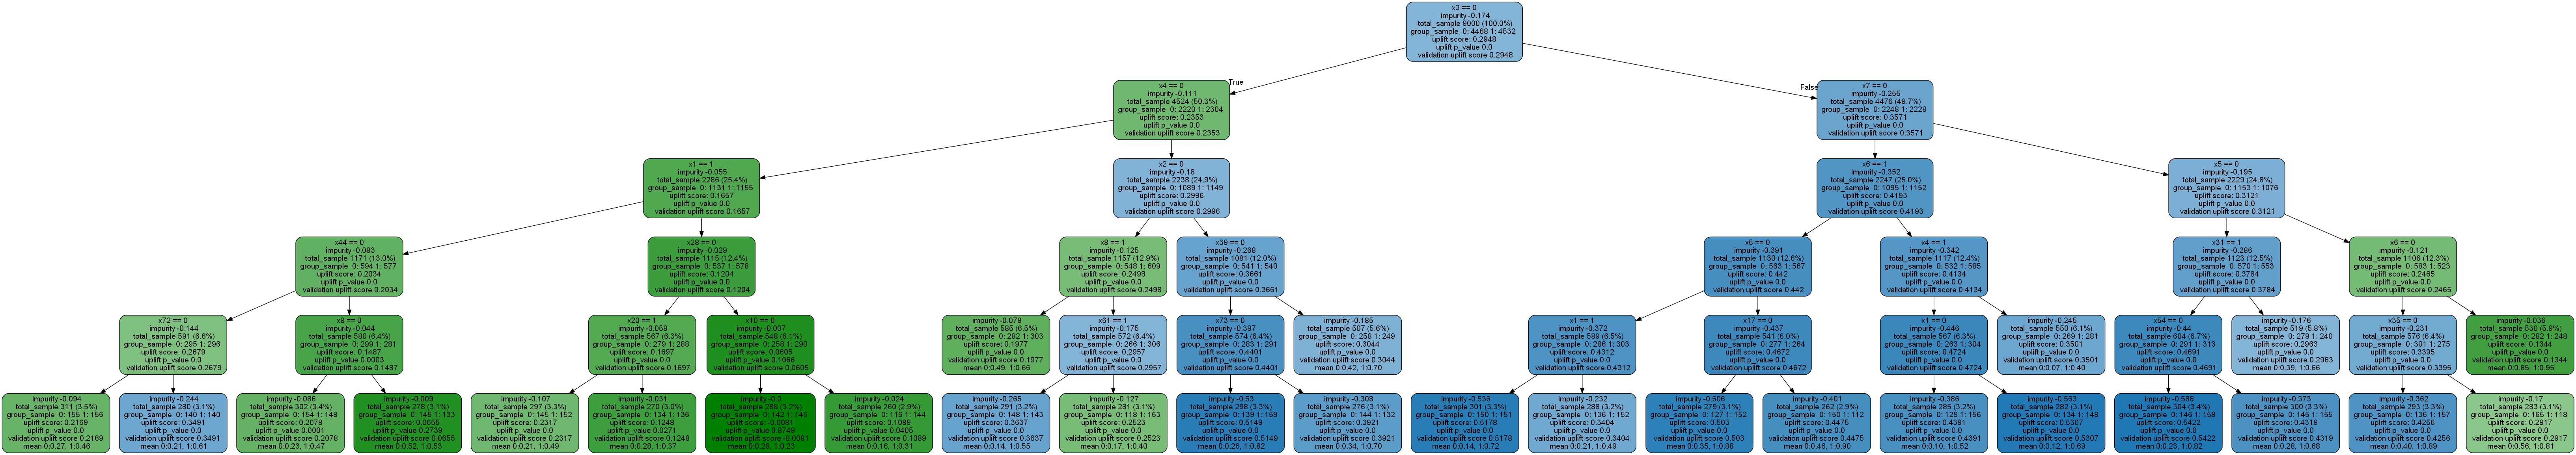 x3 == 0
impurity -0.174
total_sample 9000 (100.0%)
group_sample 0: 4468 1: 4532
uplift score: 0.2948
uplift p_value 0.0
validation uplift score 0.2948
True
False
x4 == 0
impurity -0.111
total_sample 4524 (50.3%)
group_sample 0: 2220 1: 2304
uplift score: 0.2353
uplift p_value 0.0
validation uplift score 0.2353
x7 == 0
impurity -0.255
total_sample 4476 (49.7%)
group_sample 0: 2248 1: 2228
uplift score: 0.3571
uplift p_value 0.0
validation uplift score 0.3571
x1 == 1
impurity -0.055
total_sample 2286 (25.4%)
group_sample 0: 1131 1: 1155
uplift score: 0.1657
uplift p_value 0.0
validation uplift score 0.1657
x2 == 0
impurity -0.18
total_sample 2238 (24.9%)
group_sample 0: 1089 1: 1149
uplift score: 0.2996
uplift p_value 0.0
validation uplift score 0.2996
x6 == 1
impurity -0.352
total_sample 2247 (25.0%)
group_sample 0: 1095 1: 1152
uplift score: 0.4193
uplift p_value 0.0
validation uplift score 0.4193
x5 == 0
impurity -0.195
total_sample 2229 (24.8%)
group_sample 0: 1153 1: 1076
uplift score: 0.3121
uplift p_value 0.0
validation uplift score 0.3121
x44 == 0
impurity -0.083
total_sample 1171 (13.0%)
group_sample 0: 594 1: 577
uplift score: 0.2034
uplift p_value 0.0
validation uplift score 0.2034
x28 == 0
impurity -0.029
total_sample 1115 (12.4%)
group_sample 0: 537 1: 578
uplift score: 0.1204
uplift p_value 0.0
validation uplift score 0.1204
x8 == 1
impurity -0.125
total_sample 1157 (12.9%)
group_sample 0: 548 1: 609
uplift score: 0.2498
uplift p_value 0.0
validation uplift score 0.2498
x39 == 0
impurity -0.268
total_sample 1081 (12.0%)
group_sample 0: 541 1: 540
uplift score: 0.3661
uplift p_value 0.0
validation uplift score 0.3661
x5 == 0
impurity -0.391
total_sample 1130 (12.6%)
group_sample 0: 563 1: 567
uplift score: 0.442
uplift p_value 0.0
validation uplift score 0.442
x4 == 1
impurity -0.342
total_sample 1117 (12.4%)
group_sample 0: 532 1: 585
uplift score: 0.4134
uplift p_value 0.0
validation uplift score 0.4134
x31 == 1
impurity -0.286
total_sample 1123 (12.5%)
group_sample 0: 570 1: 553
uplift score: 0.3784
uplift p_value 0.0
validation uplift score 0.3784
x6 == 0
impurity -0.121
total_sample 1106 (12.3%)
group_sample 0: 583 1: 523
uplift score: 0.2465
uplift p_value 0.0
validation uplift score 0.2465
x72 == 0
impurity -0.144
total_sample 591 (6.6%)
group_sample 0: 295 1: 296
uplift score: 0.2679
uplift p_value 0.0
validation uplift score 0.2679
x8 == 0
impurity -0.044
total_sample 580 (6.4%)
group_sample 0: 299 1: 281
uplift score: 0.1487
uplift p_value 0.0003
validation uplift score 0.1487
x20 == 1
impurity -0.058
total_sample 567 (6.3%)
group_sample 0: 279 1: 288
uplift score: 0.1697
uplift p_value 0.0
validation uplift score 0.1697
x10 == 0
impurity -0.007
total_sample 548 (6.1%)
group_sample 0: 258 1: 290
uplift score: 0.0605
uplift p_value 0.1066
validation uplift score 0.0605
impurity -0.078
total_sample 585 (6.5%)
group_sample 0: 282 1: 303
uplift score: 0.1977
uplift p_value 0.0
validation uplift score 0.1977
mean 0:0.49, 1:0.66
x61 == 1
impurity -0.175
total_sample 572 (6.4%)
group_sample 0: 266 1: 306
uplift score: 0.2957
uplift p_value 0.0
validation uplift score 0.2957
x73 == 0
impurity -0.387
total_sample 574 (6.4%)
group_sample 0: 283 1: 291
uplift score: 0.4401
uplift p_value 0.0
validation uplift score 0.4401
impurity -0.185
total_sample 507 (5.6%)
group_sample 0: 258 1: 249
uplift score: 0.3044
uplift p_value 0.0
validation uplift score 0.3044
mean 0:0.42, 1:0.70
x1 == 1
impurity -0.372
total_sample 589 (6.5%)
group_sample 0: 286 1: 303
uplift score: 0.4312
uplift p_value 0.0
validation uplift score 0.4312
x17 == 0
impurity -0.437
total_sample 541 (6.0%)
group_sample 0: 277 1: 264
uplift score: 0.4672
uplift p_value 0.0
validation uplift score 0.4672
x1 == 0
impurity -0.446
total_sample 567 (6.3%)
group_sample 0: 263 1: 304
uplift score: 0.4724
uplift p_value 0.0
validation uplift score 0.4724
impurity -0.245
total_sample 550 (6.1%)
group_sample 0: 269 1: 281
uplift score: 0.3501
uplift p_value 0.0
validation uplift score 0.3501
mean 0:0.07, 1:0.40
x54 == 0
impurity -0.44
total_sample 604 (6.7%)
group_sample 0: 291 1: 313
uplift score: 0.4691
uplift p_value 0.0
validation uplift score 0.4691
impurity -0.176
total_sample 519 (5.8%)
group_sample 0: 279 1: 240
uplift score: 0.2963
uplift p_value 0.0
validation uplift score 0.2963
mean 0:0.39, 1:0.66
x35 == 0
impurity -0.231
total_sample 576 (6.4%)
group_sample 0: 301 1: 275
uplift score: 0.3395
uplift p_value 0.0
validation uplift score 0.3395
impurity -0.036
total_sample 530 (5.9%)
group_sample 0: 282 1: 248
uplift score: 0.1344
uplift p_value 0.0
validation uplift score 0.1344
mean 0:0.85, 1:0.95
impurity -0.094
total_sample 311 (3.5%)
group_sample 0: 155 1: 156
uplift score: 0.2169
uplift p_value 0.0
validation uplift score 0.2169
mean 0:0.27, 1:0.46
impurity -0.244
total_sample 280 (3.1%)
group_sample 0: 140 1: 140
uplift score: 0.3491
uplift p_value 0.0
validation uplift score 0.3491
mean 0:0.21, 1:0.61
impurity -0.086
total_sample 302 (3.4%)
group_sample 0: 154 1: 148
uplift score: 0.2078
uplift p_value 0.0001
validation uplift score 0.2078
mean 0:0.23, 1:0.47
impurity -0.009
total_sample 278 (3.1%)
group_sample 0: 145 1: 133
uplift score: 0.0655
uplift p_value 0.2739
validation uplift score 0.0655
mean 0:0.52, 1:0.53
impurity -0.107
total_sample 297 (3.3%)
group_sample 0: 145 1: 152
uplift score: 0.2317
uplift p_value 0.0
validation uplift score 0.2317
mean 0:0.21, 1:0.49
impurity -0.031
total_sample 270 (3.0%)
group_sample 0: 134 1: 136
uplift score: 0.1248
uplift p_value 0.0271
validation uplift score 0.1248
mean 0:0.28, 1:0.37
impurity -0.0
total_sample 288 (3.2%)
group_sample 0: 142 1: 146
uplift score: -0.0081
uplift p_value 0.8749
validation uplift score -0.0081
mean 0:0.28, 1:0.23
impurity -0.024
total_sample 260 (2.9%)
group_sample 0: 116 1: 144
uplift score: 0.1089
uplift p_value 0.0405
validation uplift score 0.1089
mean 0:0.16, 1:0.31
impurity -0.265
total_sample 291 (3.2%)
group_sample 0: 148 1: 143
uplift score: 0.3637
uplift p_value 0.0
validation uplift score 0.3637
mean 0:0.14, 1:0.55
impurity -0.127
total_sample 281 (3.1%)
group_sample 0: 118 1: 163
uplift score: 0.2523
uplift p_value 0.0
validation uplift score 0.2523
mean 0:0.17, 1:0.40
impurity -0.53
total_sample 298 (3.3%)
group_sample 0: 139 1: 159
uplift score: 0.5149
uplift p_value 0.0
validation uplift score 0.5149
mean 0:0.26, 1:0.82
impurity -0.308
total_sample 276 (3.1%)
group_sample 0: 144 1: 132
uplift score: 0.3921
uplift p_value 0.0
validation uplift score 0.3921
mean 0:0.34, 1:0.70
impurity -0.536
total_sample 301 (3.3%)
group_sample 0: 150 1: 151
uplift score: 0.5178
uplift p_value 0.0
validation uplift score 0.5178
mean 0:0.14, 1:0.72
impurity -0.232
total_sample 288 (3.2%)
group_sample 0: 136 1: 152
uplift score: 0.3404
uplift p_value 0.0
validation uplift score 0.3404
mean 0:0.21, 1:0.49
impurity -0.506
total_sample 279 (3.1%)
group_sample 0: 127 1: 152
uplift score: 0.503
uplift p_value 0.0
validation uplift score 0.503
mean 0:0.35, 1:0.88
impurity -0.401
total_sample 262 (2.9%)
group_sample 0: 150 1: 112
uplift score: 0.4475
uplift p_value 0.0
validation uplift score 0.4475
mean 0:0.46, 1:0.90
impurity -0.386
total_sample 285 (3.2%)
group_sample 0: 129 1: 156
uplift score: 0.4391
uplift p_value 0.0
validation uplift score 0.4391
mean 0:0.10, 1:0.52
impurity -0.563
total_sample 282 (3.1%)
group_sample 0: 134 1: 148
uplift score: 0.5307
uplift p_value 0.0
validation uplift score 0.5307
mean 0:0.12, 1:0.69
impurity -0.588
total_sample 304 (3.4%)
group_sample 0: 146 1: 158
uplift score: 0.5422
uplift p_value 0.0
validation uplift score 0.5422
mean 0:0.23, 1:0.82
impurity -0.373
total_sample 300 (3.3%)
group_sample 0: 145 1: 155
uplift score: 0.4319
uplift p_value 0.0
validation uplift score 0.4319
mean 0:0.28, 1:0.68
impurity -0.362
total_sample 293 (3.3%)
group_sample 0: 136 1: 157
uplift score: 0.4256
uplift p_value 0.0
validation uplift score 0.4256
mean 0:0.40, 1:0.89
impurity -0.17
total_sample 283 (3.1%)
group_sample 0: 165 1: 118
uplift score: 0.2917
uplift p_value 0.0
validation uplift score 0.2917
mean 0:0.56, 1:0.81